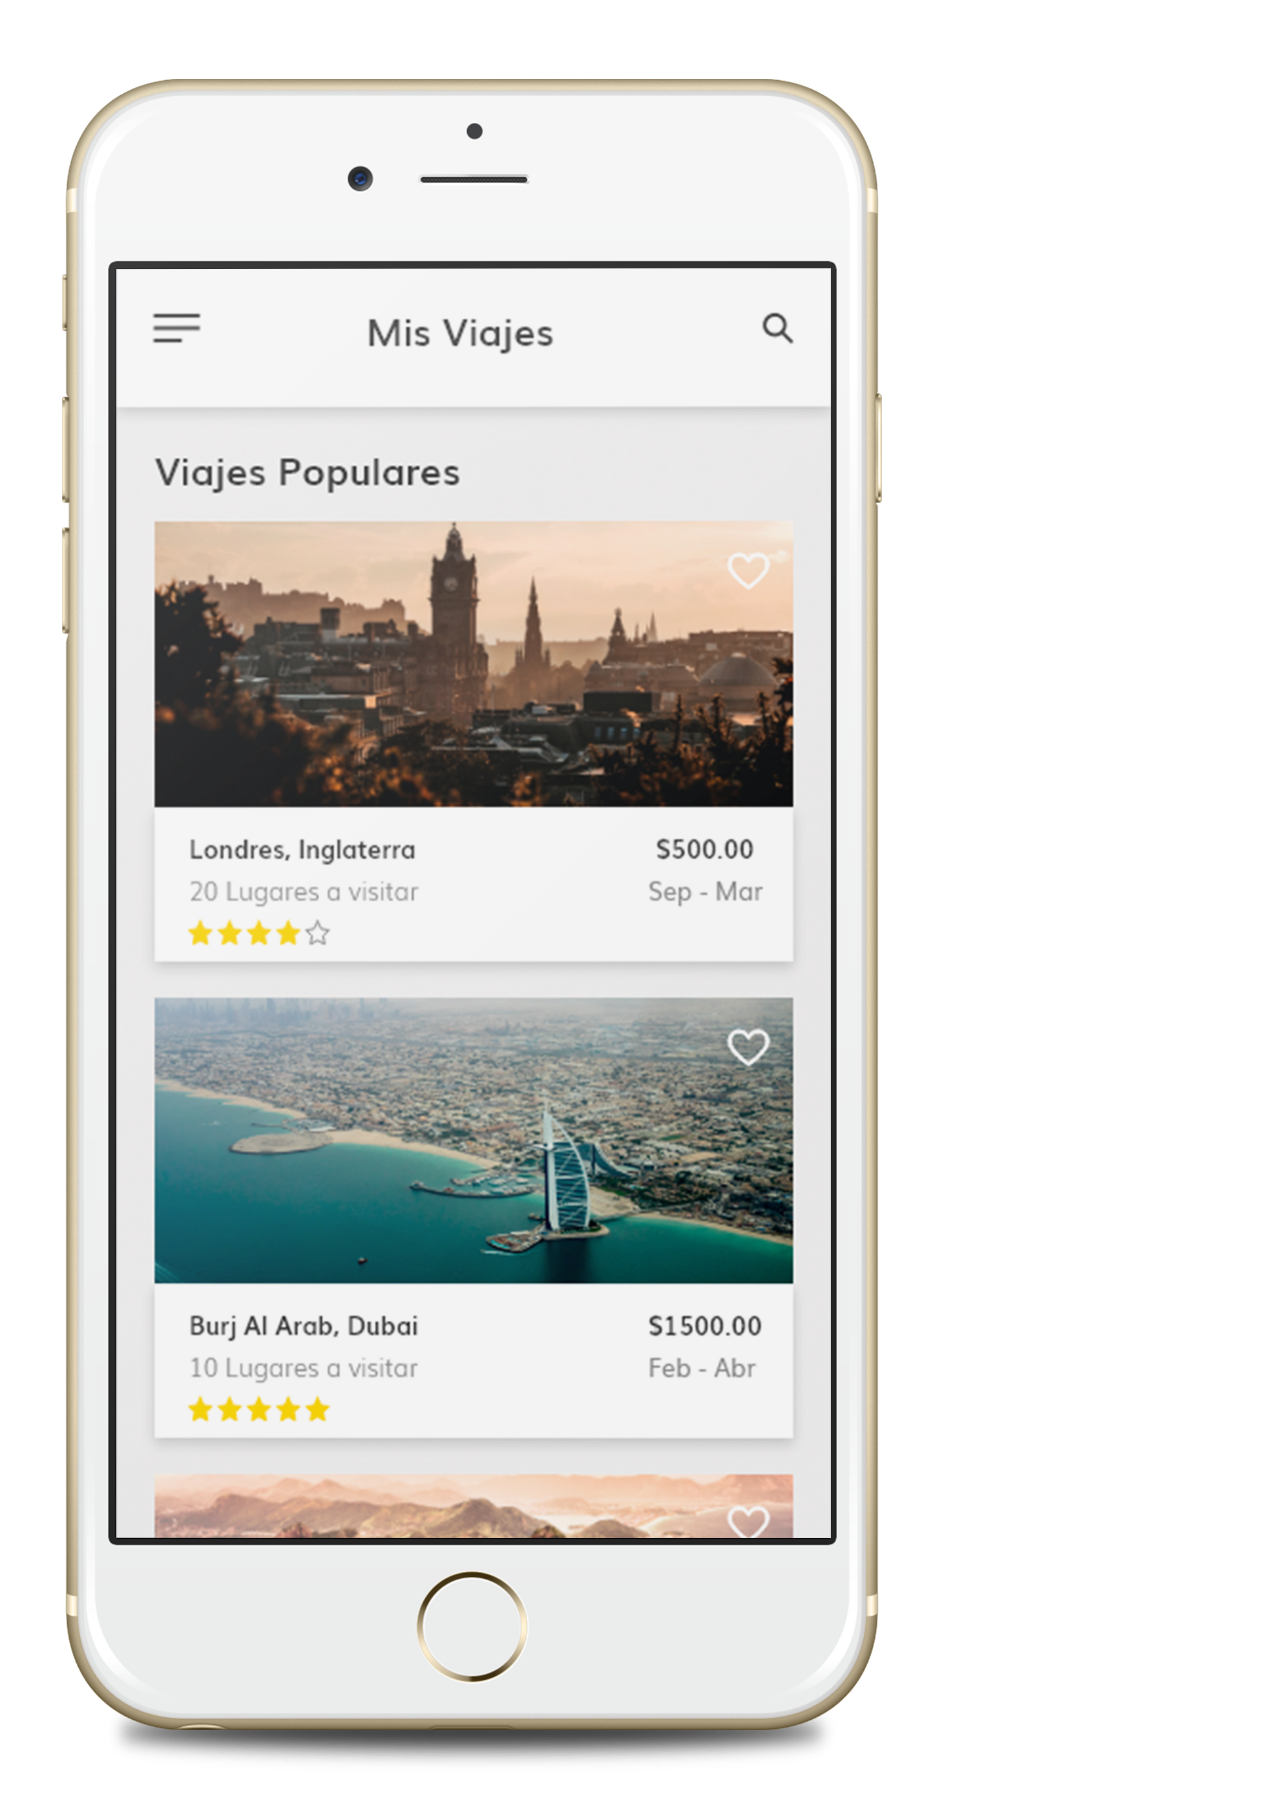 Mis Viajes
Viajes Populares
Londres, Inglaterra
$500.00
20 Lugares a visitar
Sep - Mar
Burj Al Arab, Dubai
$1500.00
10 Lugares a visitar
Feb - Abr